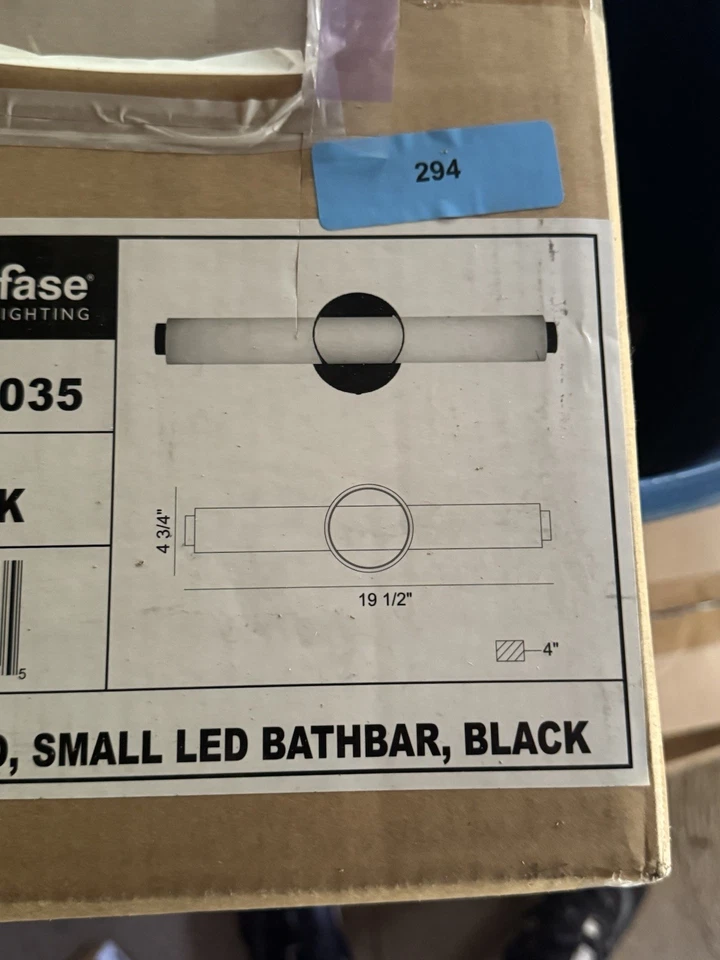 294
fase®
IGHTING
035
K
4 3/4"
19 1/2"
4"
5
, SMALL LED BATHBAR, BLACK